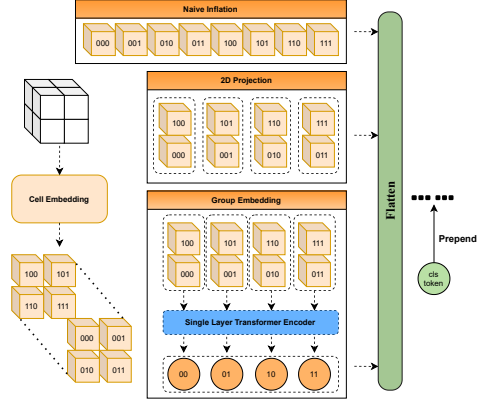 Naive Inflation
000 001 010 011 100 101 110 111
2D Projection
100 101 110 111
000 001 010 011
Cell Embedding
Group Embedding
100 101 110 111
000 001 010 011
Single Layer Transformer Encoder
00 01 10 11
100 101
110 111
000 001
010 011
Flatten
Prepend
cls
token